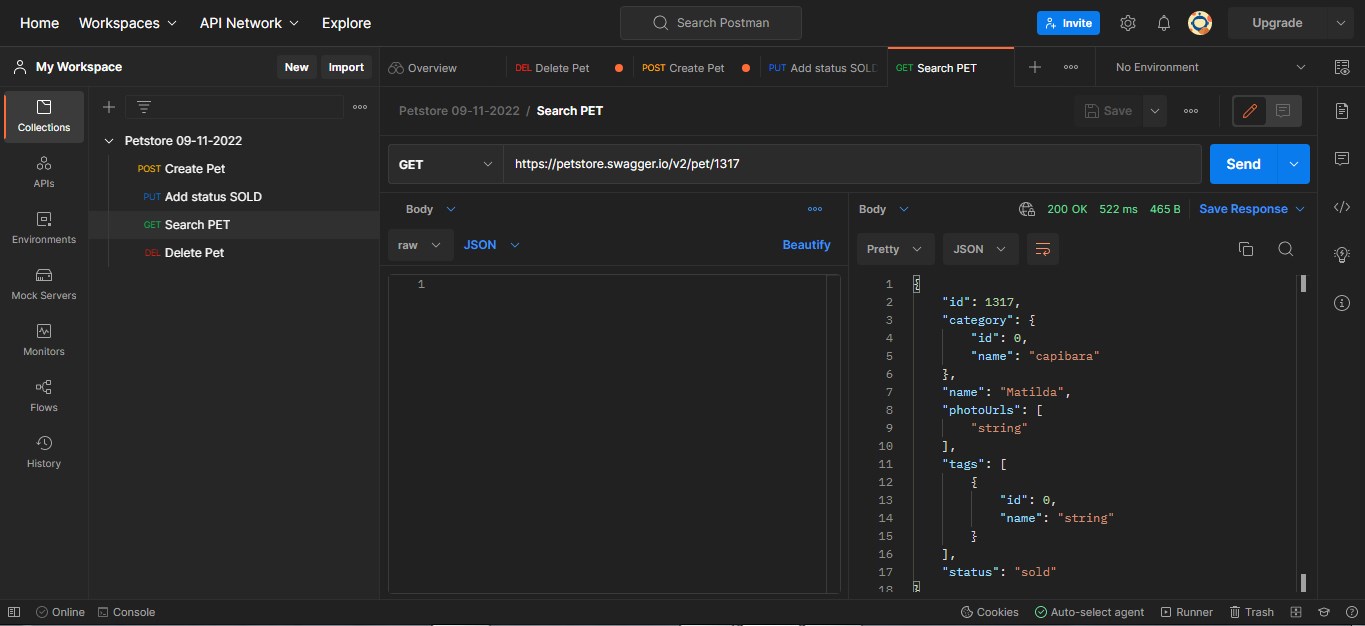 Home Workspaces API Network Explore Search Postman Invite Upgrade
My Workspace New Import Overview DEL Delete Pet POST Create Pet PUT Add status SOLD GET Search PET No Environment
Collections
APIs
Environments
Mock Servers
Monitors
Flows
History
Petstore 09-11-2022
POST Create Pet
PUT Add status SOLD
GET Search PET
DEL Delete Pet
Petstore 09-11-2022 / Search PET Save
GET https://petstore.swagger.io/v2/pet/1317 Send
Body
raw JSON Beautify
1
Body 200 OK 522 ms 465 B Save Response
Pretty JSON
1 {
2 "id": 1317,
3 "category": {
4 "id": 0,
5 "name": "capibara"
6 },
7 "name": "Matilda",
8 "photoUrls": [
9 "string"
10 ],
11 "tags": [
12 {
13 "id": 0,
14 "name": "string"
15 }
16 ],
17 "status": "sold"
18 }
Online Console Cookies Auto-select agent Runner Trash